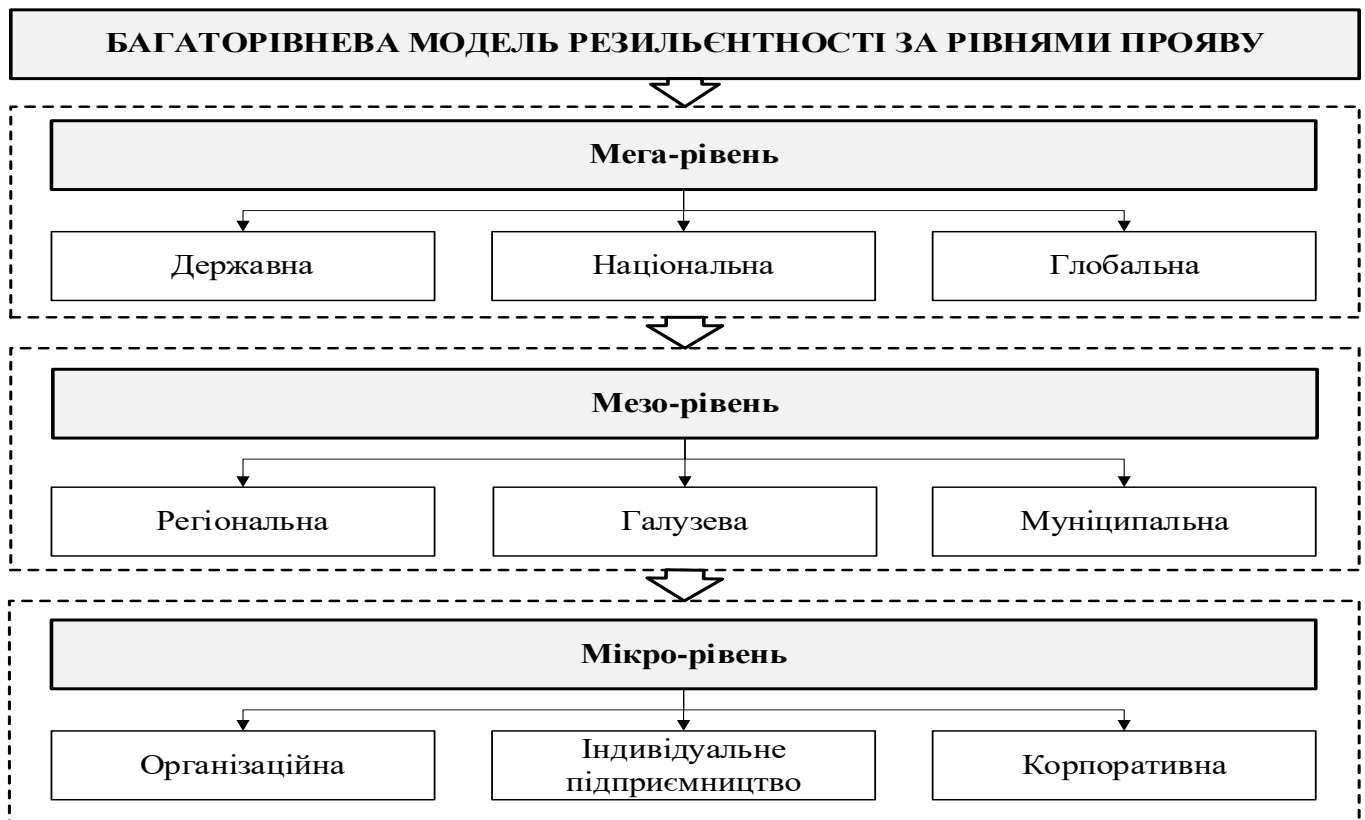 БАГАТОРІВНЕВА МОДЕЛЬ РЕЗИЛЬЄНТНОСТІ ЗА РІВНЯМИ ПРОЯВУ
Мега-рівень
Державна
Національна
Глобальна
Мезо-рівень
Регіональна
Галузева
Муніципальна
Мікро-рівень
Організаційна
Індивідуальне
підприємництво
Корпоративна